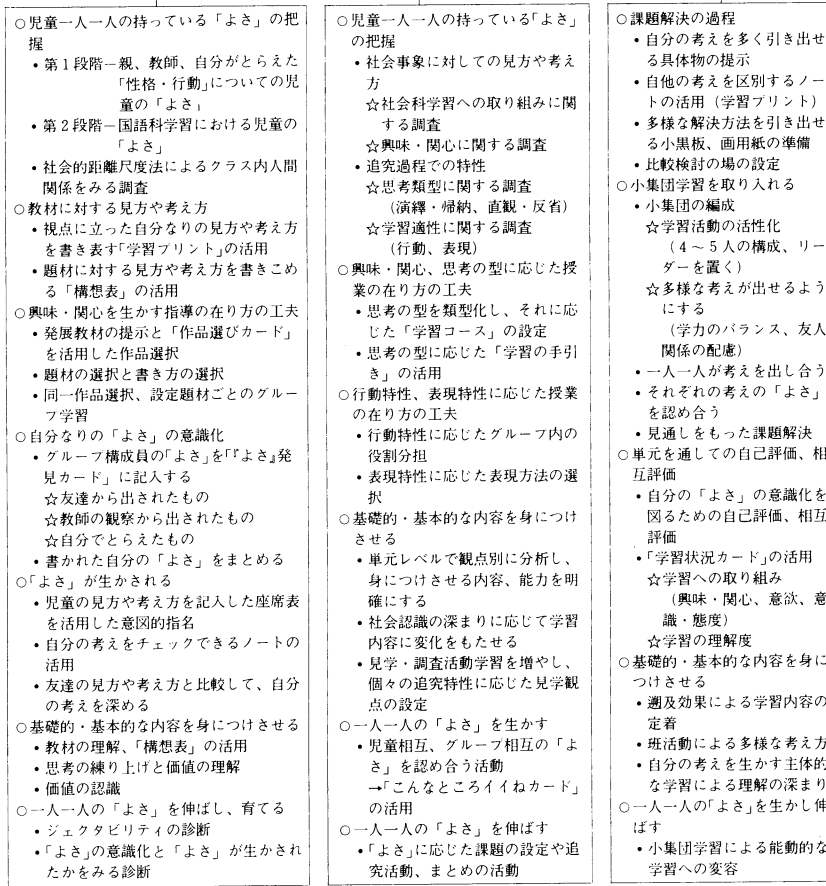 ○児童一人一人の持っている「よさ」の把
握
・第1段階―親、教師、自分がとらえた
「性格・行動」についての児
童の「よさ」
・第2段階―国語科学習における児童の
「よさ」
・社会的距離尺度法によるクラス内人間
関係をみる調査
○教材に対する見方や考え方
・視点に立った自分なりの見方や考え方
を書き表す「学習プリント」の活用
・題材に対する見方や考え方を書きこめ
る「構想表」の活用
○興味・関心を生かす指導の在り方の工夫
・発展教材の提示と「作品選びカード」
を活用した作品選択
・題材の選択と書き方の選択
・同一作品選択、設定題材ごとのグルー
プ学習
○自分なりの「よさ」の意識化
・グループ構成員の「よさ」を「『よさ』発
見カード」に記入する
☆友達から出されたもの
☆教師の観察から出されたもの
☆自分でとらえたもの
・書かれた自分の「よさ」をまとめる
○「よさ」が生かされる
・児童の見方や考え方を記入した座席表
を活用した意図的指名
・自分の考えをチェックできるノートの
活用
・友達の見方や考え方と比較して、自分
の考えを深める
○基礎的・基本的な内容を身につけさせる
・教材の理解、「構想表」の活用
・思考の練り上げと価値の理解
・価値の認識
○一人一人の「よさ」を伸ばし、育てる
・ジェクタビリティの診断
・「よさ」の意識化と「よさ」が生かされ
たかをみる診断
○児童一人一人の持っている「よさ」
の把握
・社会事象に対しての見方や考え
方
☆社会科学習への取り組みに関
する調査
☆興味・関心に関する調査
・追究過程での特性
☆思考類型に関する調査
(演繹・帰納、直観・反省)
☆学習適性に関する調査
(行動、表現)
○興味・関心、思考の型に応じた授
業の在り方の工夫
・思考の型を類型化し、それに応
じた「学習コース」の設定
・思考の型に応じた「学習の手引
き」の活用
○行動特性、表現特性に応じた授業
の在り方の工夫
・行動特性に応じたグループ内の
役割分担
・表現特性に応じた表現方法の選
択
○基礎的・基本的な内容を身につけ
させる
・単元レベルで観点別に分析し、
身につけさせる内容、能力を明
確にする
・社会認識の深まりに応じて学習
内容に変化をもたせる
・見学・調査活動学習を増やし、
個々の追究特性に応じた見学観
点の設定
○一人一人の「よさ」を生かす
・児童相互、グループ相互の「よ
さ」を認め合う活動
→「こんなところイイねカード」
の活用
○一人一人の「よさ」を伸ばす
・「よさ」に応じた課題の設定や追
究活動、まとめの活動
○課題解決の過程
・自分の考えを多く引き出せ
る具体物の提示
・自他の考えを区別するノー
トの活用(学習プリント)
・多様な解決方法を引き出せ
る小黒板、画用紙の準備
・比較検討の場の設定
○小集団学習を取り入れる
・小集団の編成
☆学習活動の活性化
(4~5人の構成、リー
ダーを置く)
☆多様な考えが出せるよう
にする
(学力のバランス、友人
関係の配慮)
・一人一人が考えを出し合う
・それぞれの考えの「よさ」
を認め合う
・見通しをもった課題解決
○単元を通しての自己評価、相
互評価
・自分の「よさ」の意識化を
図るための自己評価、相互
評価
・「学習状況カード」の活用
☆学習への取り組み
(興味・関心、意欲、意
識・態度)
☆学習の理解度
○基礎的・基本的な内容を身に
つけさせる
・遡及効果による学習内容の
定着
・班活動による多様な考え方
・自分の考えを生かす主体的
な学習による理解の深まり
○一人一人の「よさ」を生かし伸
ばす
・小集団学習による能動的な
学習への変容